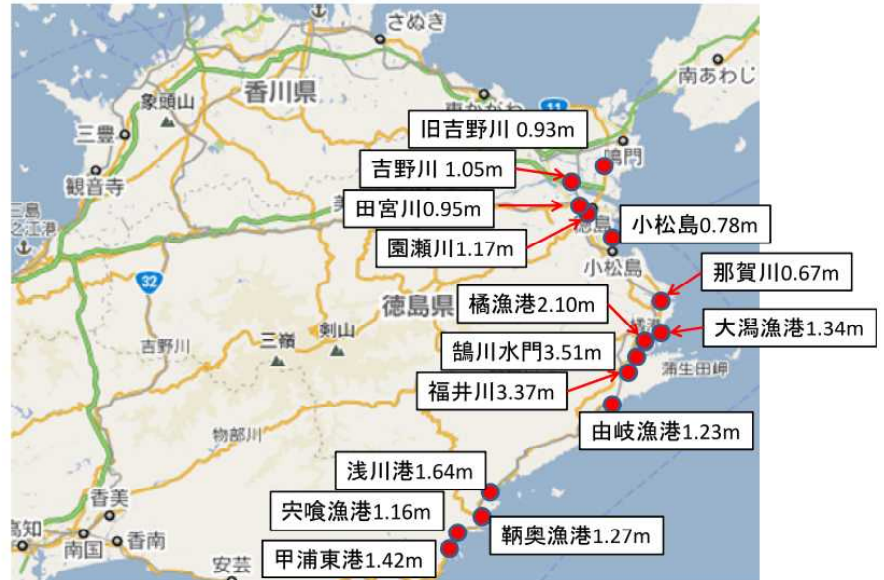 さぬき
香川県
南あわじ
象頭山
東かがわ
11
三豊
旧吉野川 0.93m
鳴門
観音寺
吉野川 1.05m
田宮川0.95m
徳島
小松島0.78m
園瀬川1.17m
小松島
那賀川0.67m
32
徳島県
橘漁港2.10m
大潟漁港1.34m
吉野川
三嶺
剣山
鵠川水門3.51m
蒲生田岬
福井川3.37m
由岐漁港1.23m
物部川
浅川港1.64m
香美
宍喰漁港1.16m
鞆奥漁港1.27m
高知
南国
香南
安芸
甲浦東港1.42m